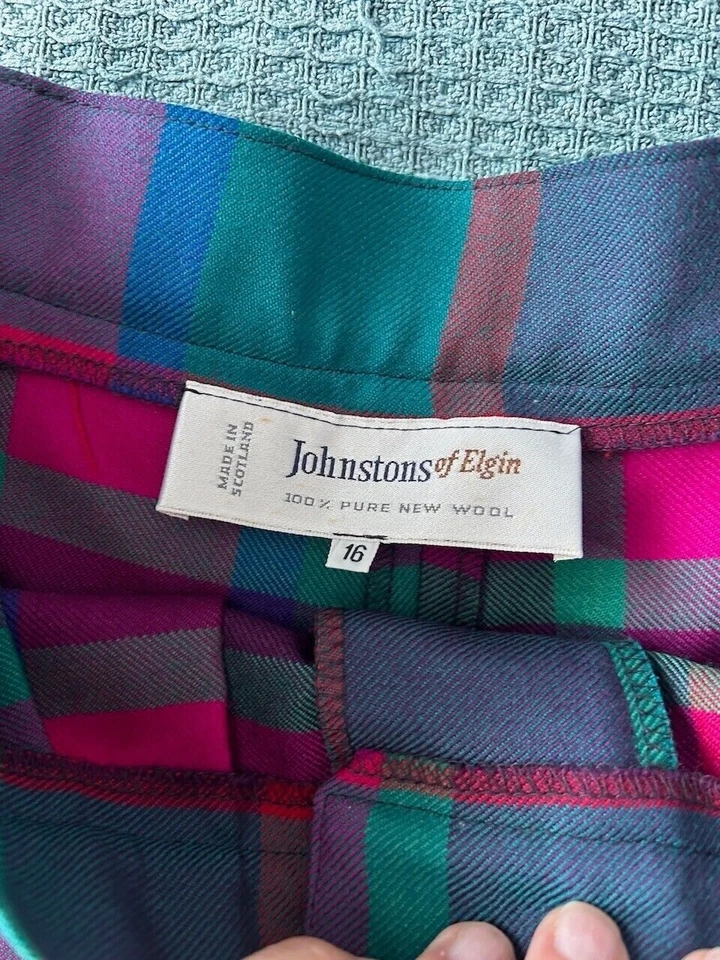 MADE IN
SCOTLAND
Johnstons of Elgin
100% PURE NEW WOOL
16